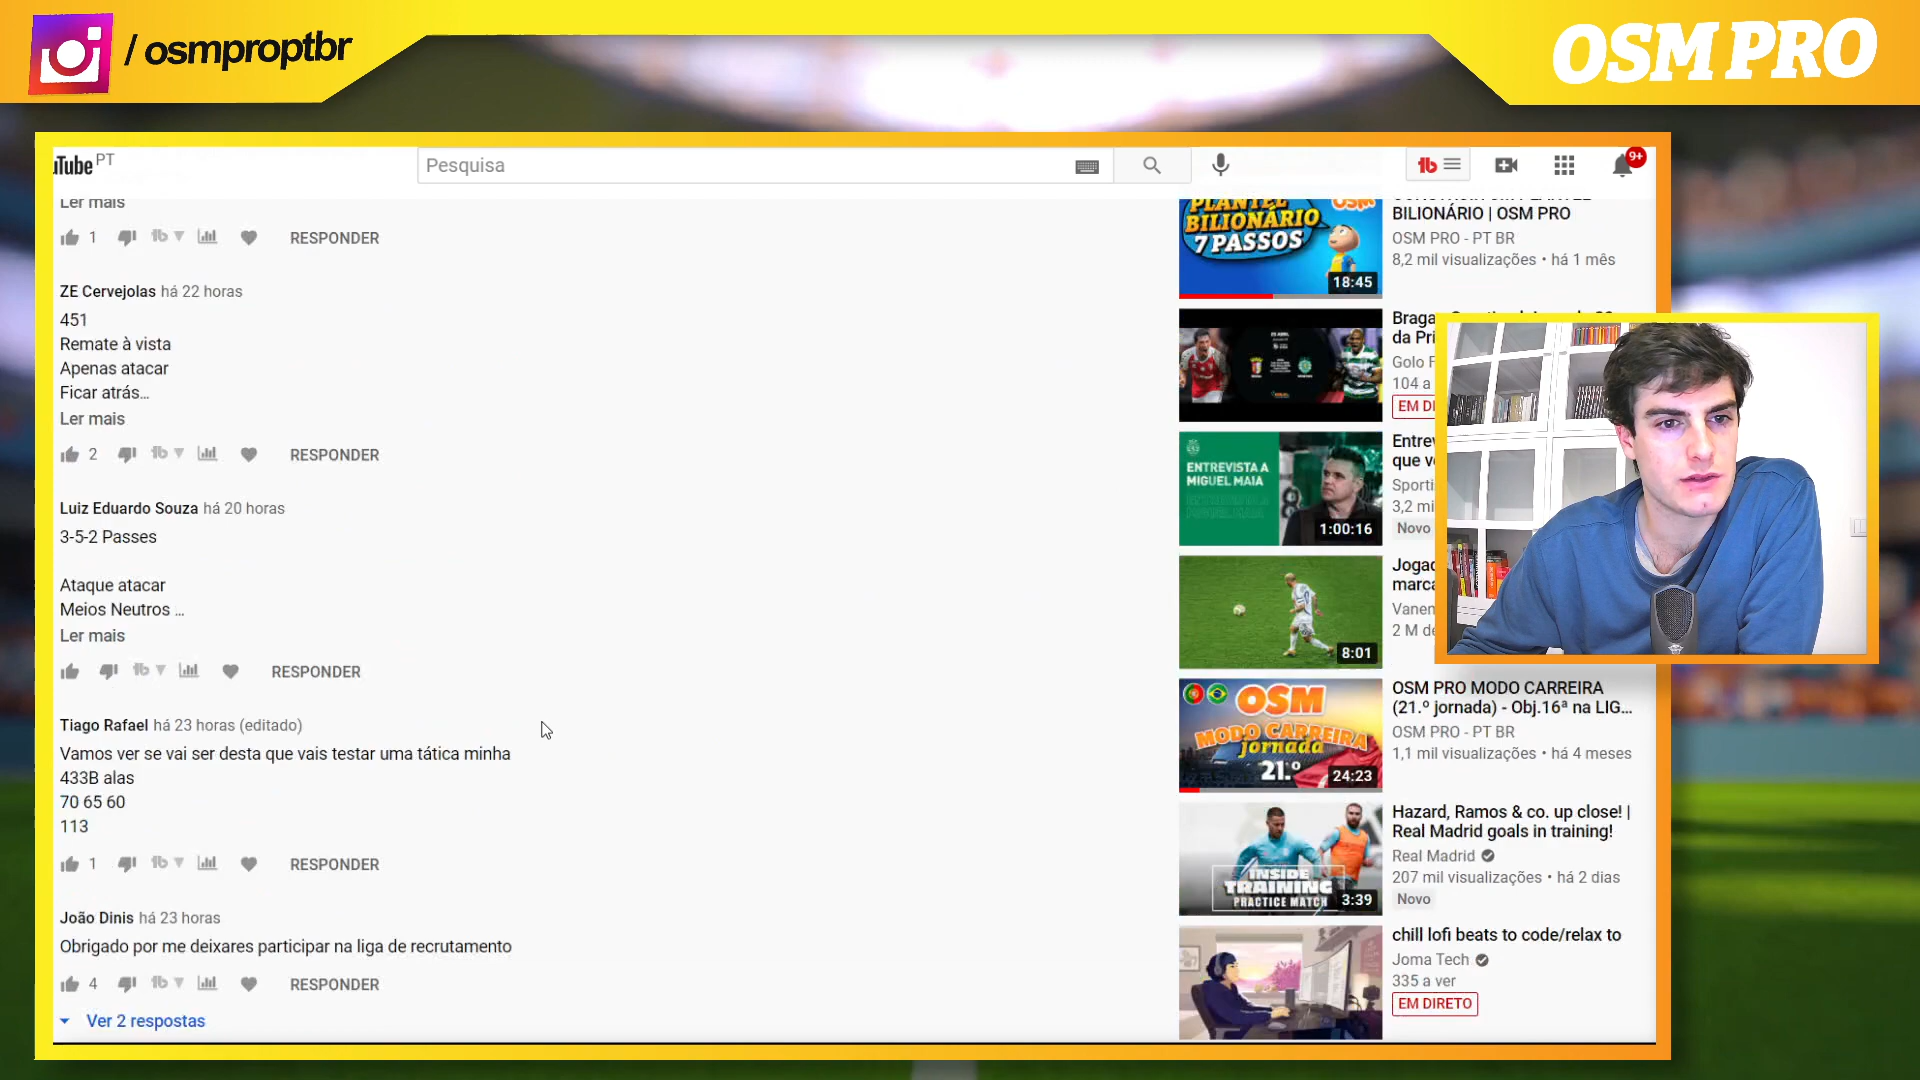 / osmproptbr
OSM PRO
uTube PT
Pesquisa
9+
Ler mais
1
RESPONDER
ZE Cervejolas há 22 horas
451
Remate à vista
Apenas atacar
Ficar atrás...
Ler mais
2
RESPONDER
Luiz Eduardo Souza há 20 horas
3-5-2 Passes
Ataque atacar
Meios Neutros ...
Ler mais
RESPONDER
Tiago Rafael há 23 horas (editado)
Vamos ver se vai ser desta que vais testar uma tática minha
433B alas
70 65 60
113
1
RESPONDER
João Dinis há 23 horas
Obrigado por me deixares participar na liga de recrutamento
4
RESPONDER
Ver 2 respostas
PLANTEL
BILIONÁRIO
7 PASSOS
OSM
18:45
BILIONÁRIO | OSM PRO
OSM PRO - PT BR
8,2 mil visualizações • há 1 mês
Braga
da Pri
Golo F
104 a
EM DI
ENTREVISTA A
MIGUEL MAIA
1:00:16
Entrev
que v
Sporti
3,2 mi
Novo
8:01
Jogad
marca
Vanen
2 M de
OSM
MODO CARREIRA
jornada
21.º
24:23
OSM PRO MODO CARREIRA
(21.º jornada) - Obj.16ª na LIG...
OSM PRO - PT BR
1,1 mil visualizações • há 4 meses
INSIDE
TRAINING
PRACTICE MATCH
3:39
Hazard, Ramos & co. up close! |
Real Madrid goals in training!
Real Madrid
207 mil visualizações • há 2 dias
Novo
chill lofi beats to code/relax to
Joma Tech
335 a ver
EM DIRETO